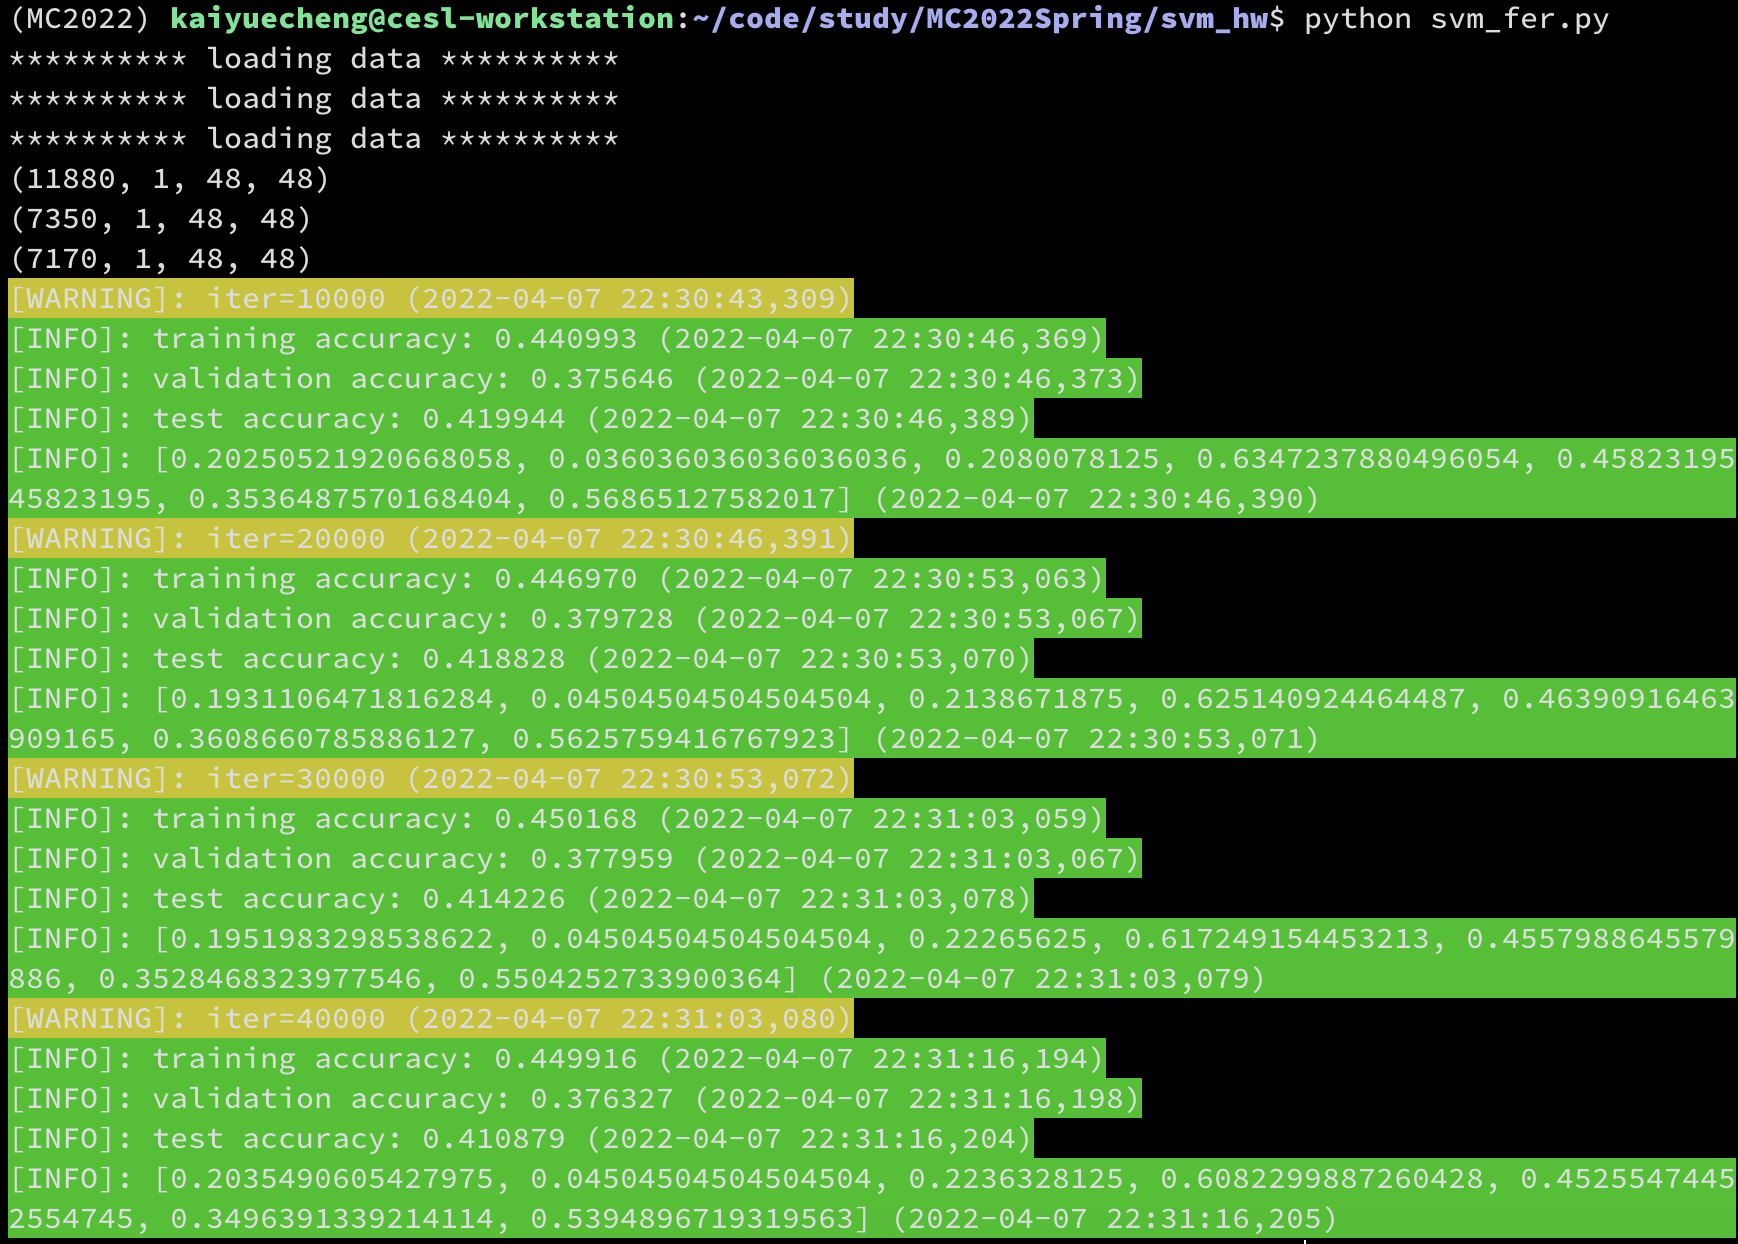 (MC2022) kaiyuecheng@cesl-workstation:~/code/study/MC2022Spring/svm_hw$ python svm_fer.py
********** loading data **********
********** loading data **********
********** loading data **********
(11880, 1, 48, 48)
(7350, 1, 48, 48)
(7170, 1, 48, 48)
[WARNING]: iter=10000 (2022-04-07 22:30:43,309)
[INFO]: training accuracy: 0.440993 (2022-04-07 22:30:46,369)
[INFO]: validation accuracy: 0.375646 (2022-04-07 22:30:46,373)
[INFO]: test accuracy: 0.419944 (2022-04-07 22:30:46,389)
[INFO]: [0.20250521920668058, 0.036036036036036036, 0.2080078125, 0.6347237880496054, 0.45823195
45823195, 0.3536487570168404, 0.56865127582017] (2022-04-07 22:30:46,390)
[WARNING]: iter=20000 (2022-04-07 22:30:46,391)
[INFO]: training accuracy: 0.446970 (2022-04-07 22:30:53,063)
[INFO]: validation accuracy: 0.379728 (2022-04-07 22:30:53,067)
[INFO]: test accuracy: 0.418828 (2022-04-07 22:30:53,070)
[INFO]: [0.1931106471816284, 0.04504504504504504, 0.2138671875, 0.625140924464487, 0.46390916463
909165, 0.3608660785886127, 0.5625759416767923] (2022-04-07 22:30:53,071)
[WARNING]: iter=30000 (2022-04-07 22:30:53,072)
[INFO]: training accuracy: 0.450168 (2022-04-07 22:31:03,059)
[INFO]: validation accuracy: 0.377959 (2022-04-07 22:31:03,067)
[INFO]: test accuracy: 0.414226 (2022-04-07 22:31:03,078)
[INFO]: [0.1951983298538622, 0.04504504504504504, 0.22265625, 0.617249154453213, 0.4557988645579
886, 0.3528468323977546, 0.5504252733900364] (2022-04-07 22:31:03,079)
[WARNING]: iter=40000 (2022-04-07 22:31:03,080)
[INFO]: training accuracy: 0.449916 (2022-04-07 22:31:16,194)
[INFO]: validation accuracy: 0.376327 (2022-04-07 22:31:16,198)
[INFO]: test accuracy: 0.410879 (2022-04-07 22:31:16,204)
[INFO]: [0.2035490605427975, 0.04504504504504504, 0.2236328125, 0.6082299887260428, 0.4525547445
2554745, 0.3496391339214114, 0.5394896719319563] (2022-04-07 22:31:16,205)